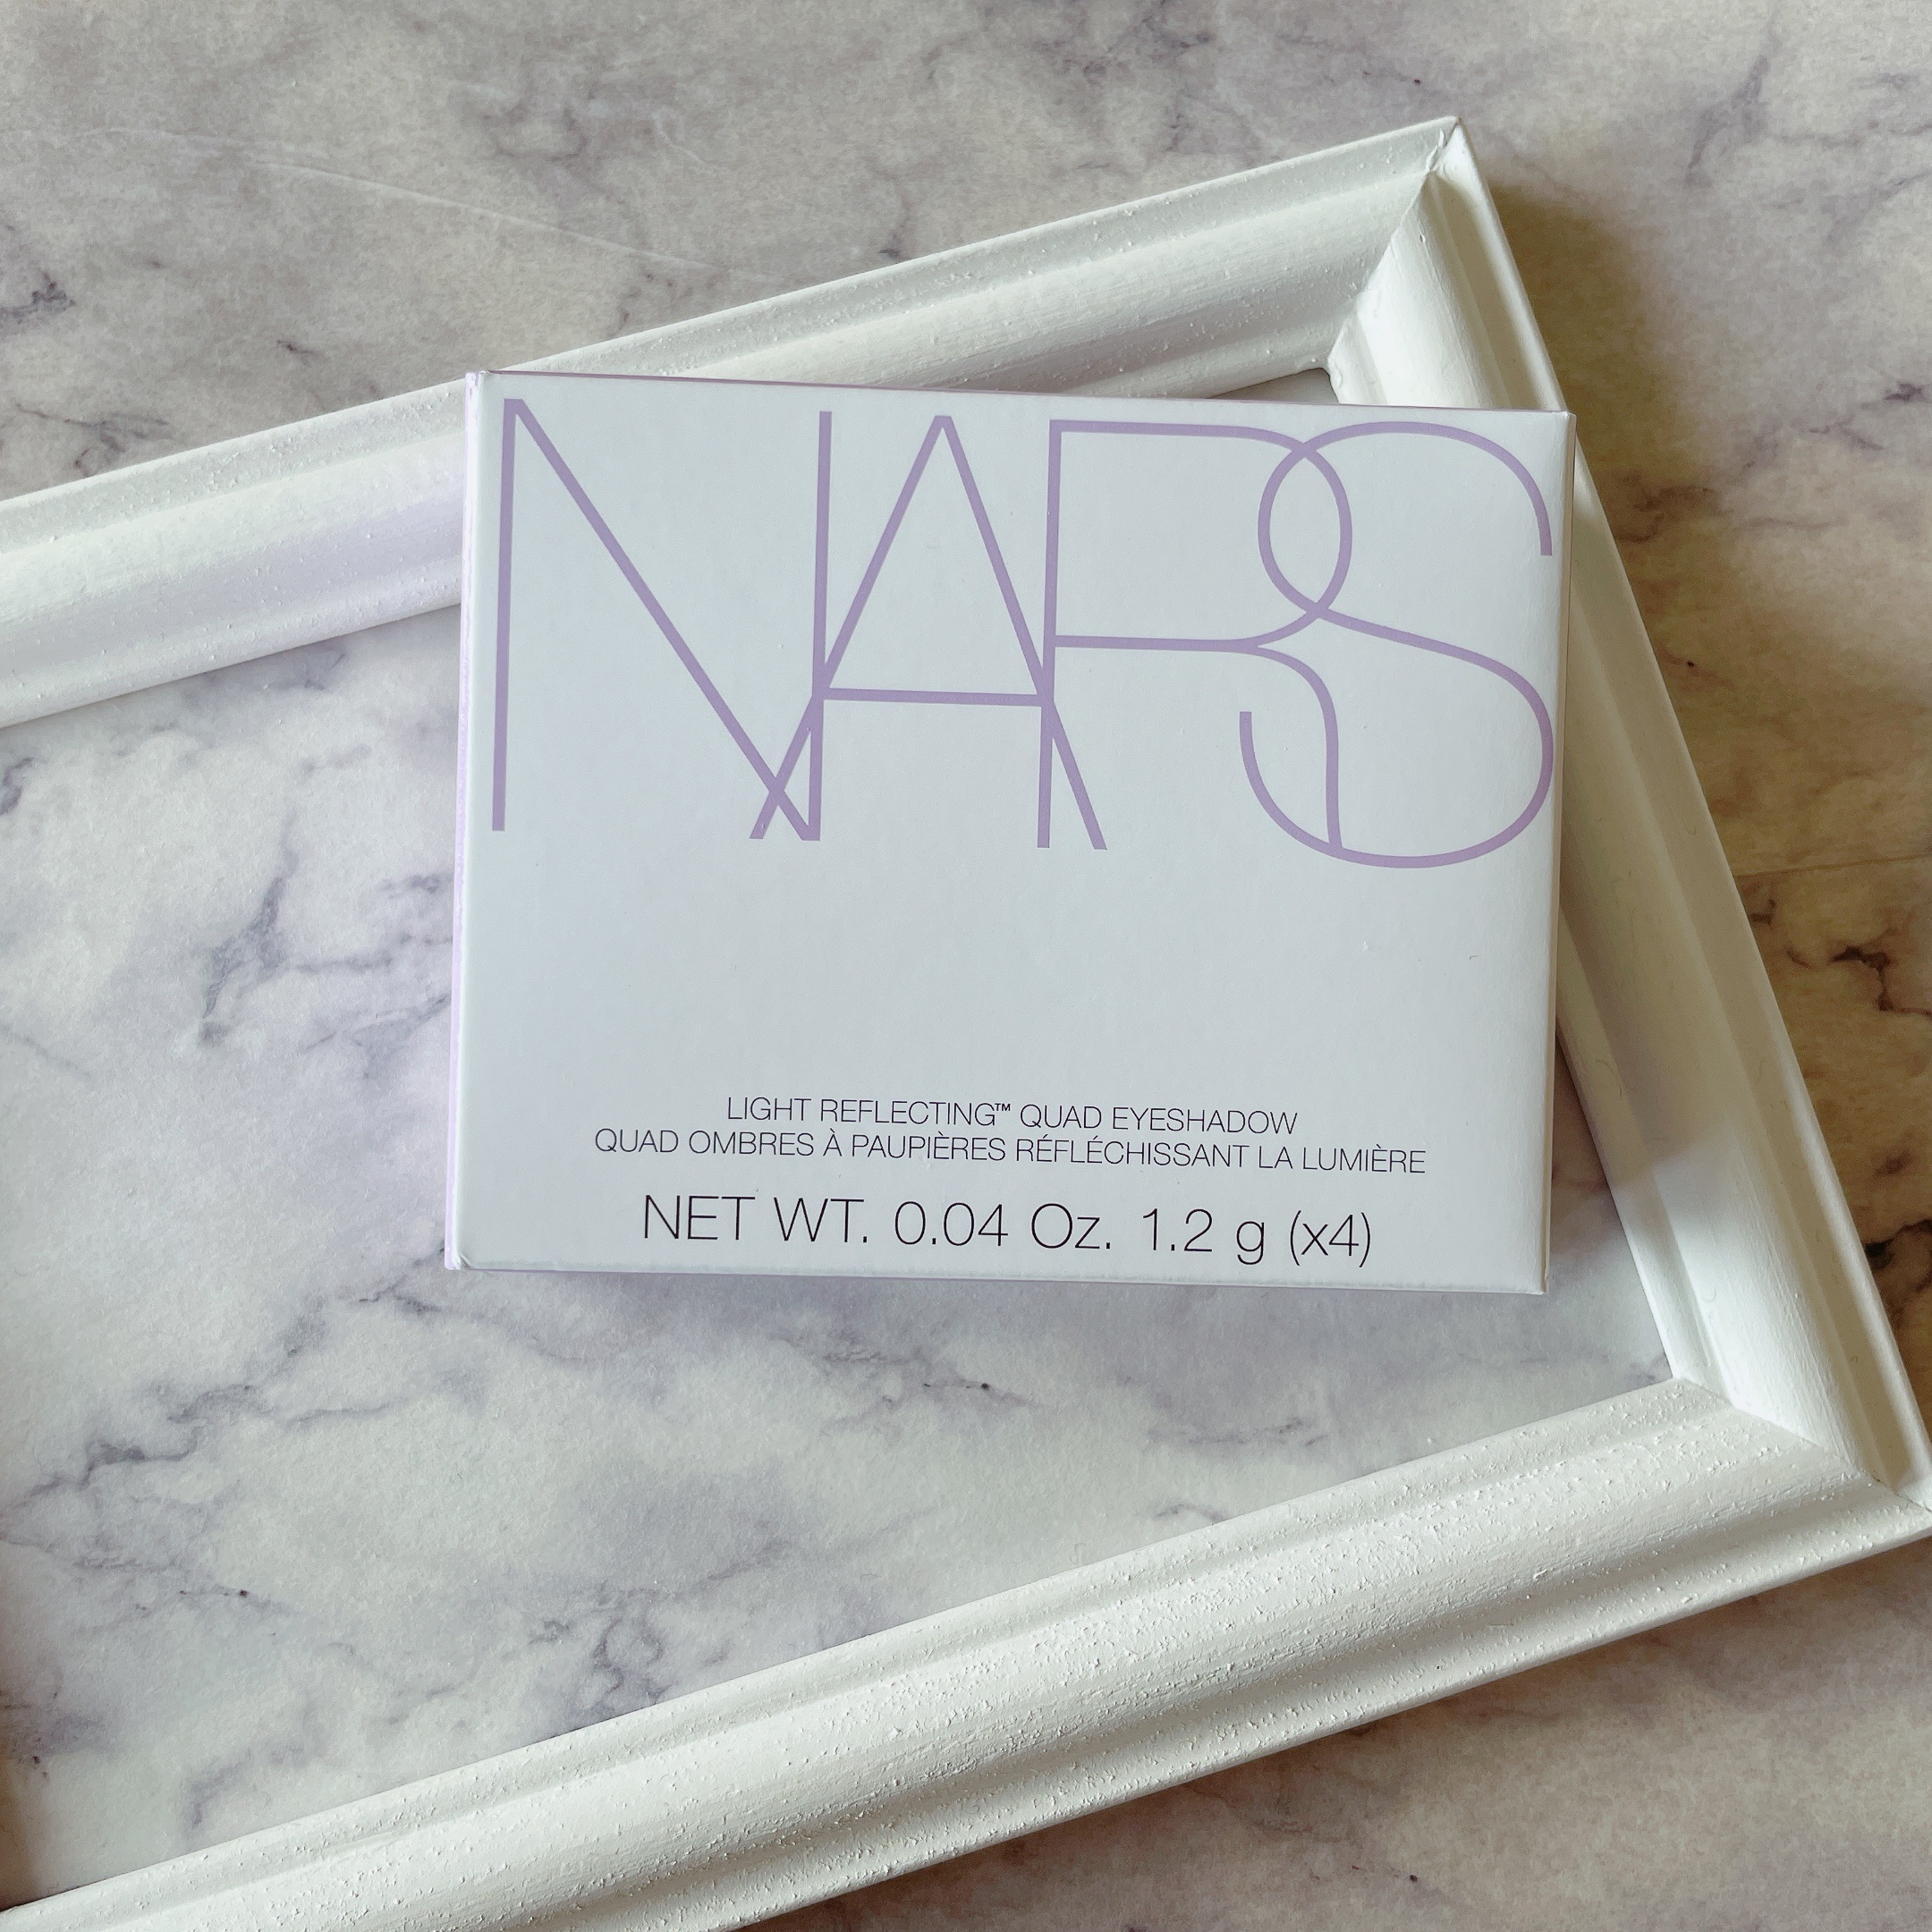 NARS
LIGHT REFLECTING™ QUAD EYESHADOW
QUAD OMBRES À PAUPIÈRES RÉFLÉCHISSANT LA LUMIÈRE
NET WT. 0.04 Oz. 1.2 g (x4)